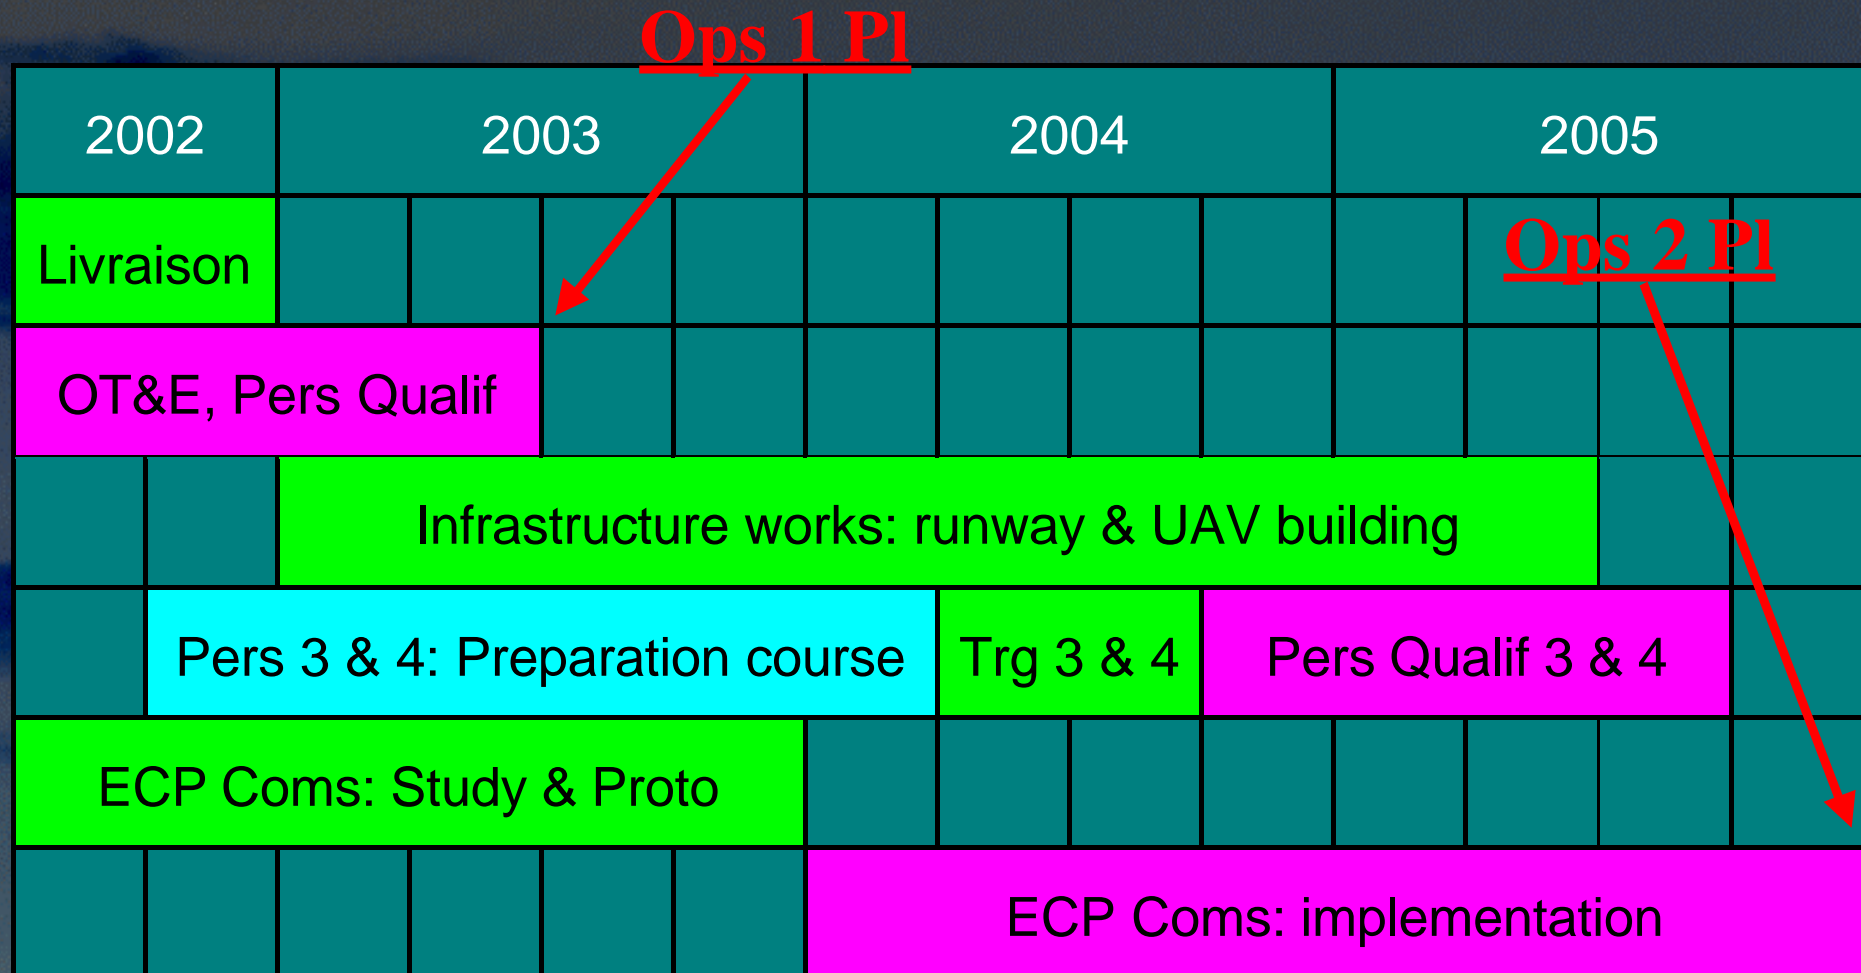 Ops 1 Pl
2002 2003 2004 2005
Livraison
Ops 2 Pl
OT&E, Pers Qualif
Infrastructure works: runway & UAV building
Pers 3 & 4: Preparation course Trg 3 & 4 Pers Qualif 3 & 4
ECP Coms: Study & Proto
ECP Coms: implementation